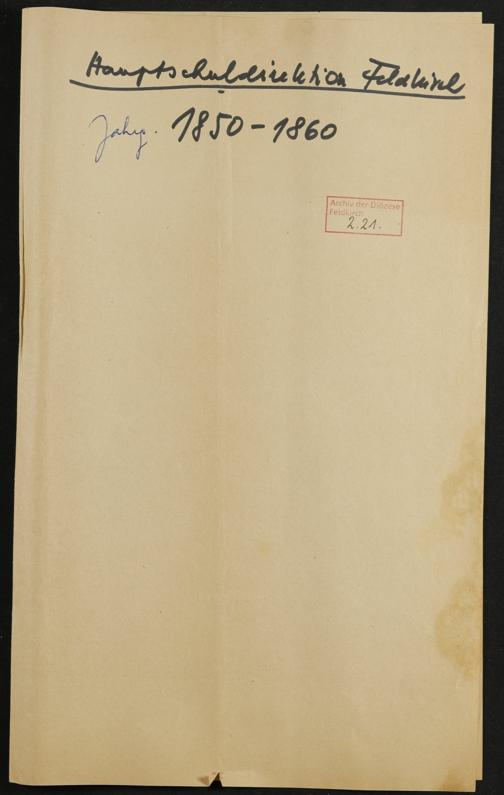 Hauptschuldirektion Feldkirch
Jahrg. 1850-1860
Archiv der Diözese
Feldkirch
2.21.